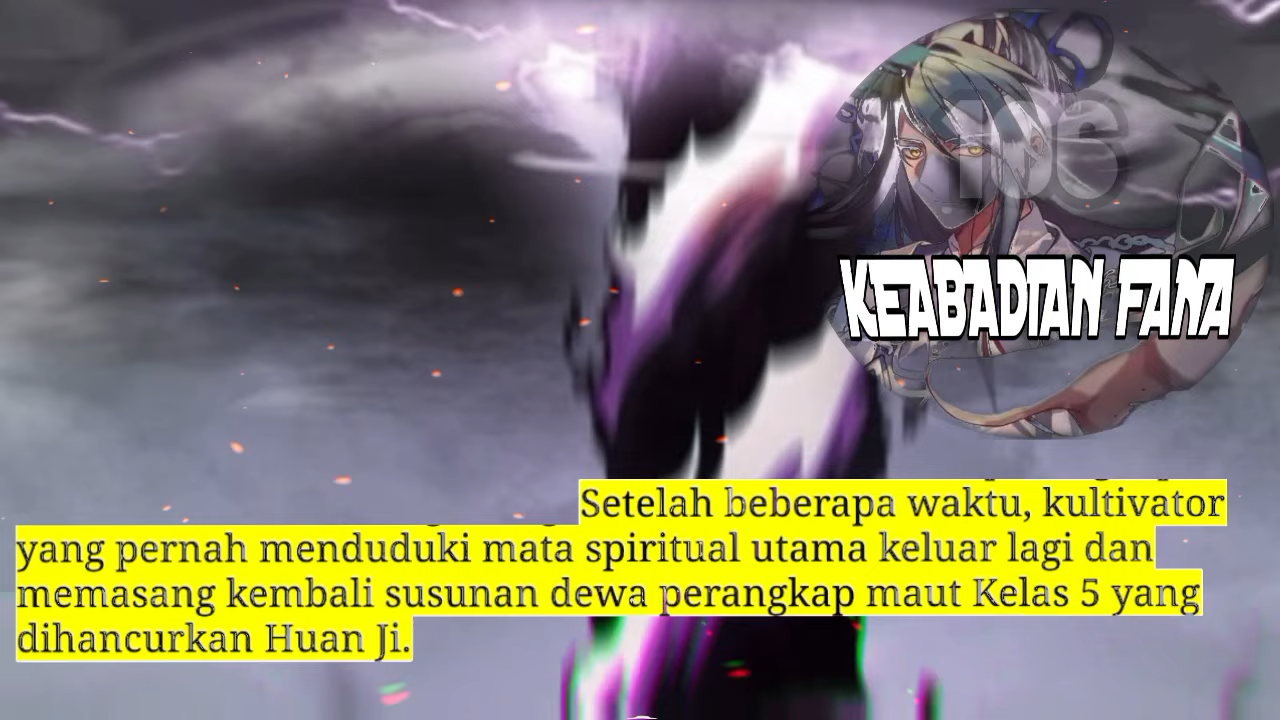 106
KEABADIAN FANA
Setelah beberapa waktu, kultivator
yang pernah menduduki mata spiritual utama keluar lagi dan
memasang kembali susunan dewa perangkap maut Kelas 5 yang
dihancurkan Huan Ji.